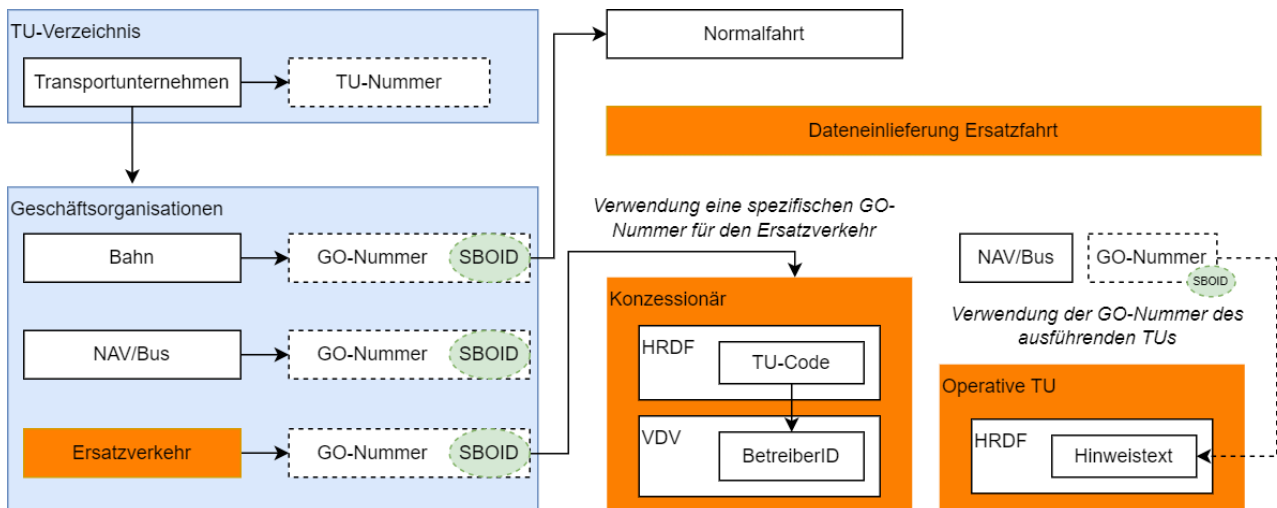 TU-Verzeichnis
Transportunternehmen
TU-Nummer
Normalfahrt
Dateneinlieferung Ersatzfahrt
Geschäftsorganisationen
Bahn
GO-Nummer
SBOID
NAV/Bus
GO-Nummer
SBOID
Ersatzverkehr
GO-Nummer
SBOID
Verwendung eine spezifischen GO-
Nummer für den Ersatzverkehr
Konzessionär
HRDF
TU-Code
VDV
BetreiberID
NAV/Bus
GO-Nummer
SBOID
Verwendung der GO-Nummer des
ausführenden TUs
Operative TU
HRDF
Hinweistext